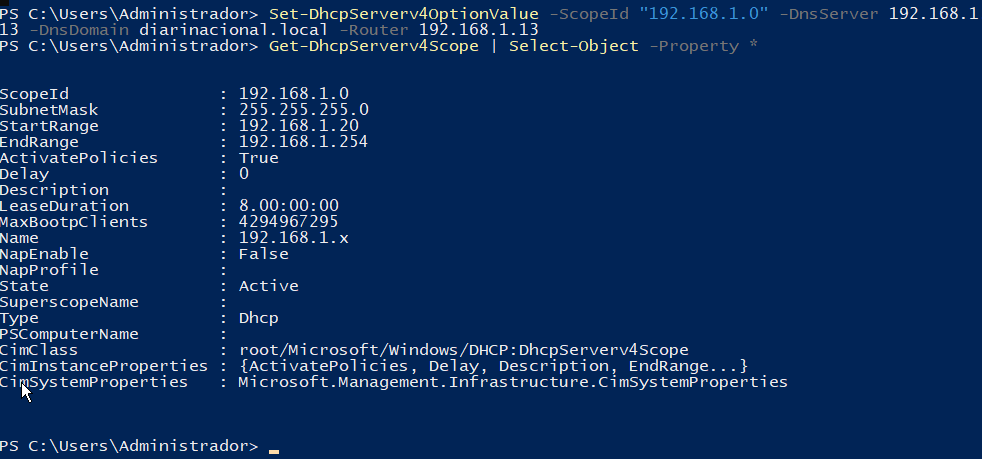 PS C:\Users\Administrador> Set-DhcpServerv4OptionValue -ScopeId "192.168.1.0" -DnsServer 192.168.1
13 -DnsDomain diarinacional.local -Router 192.168.1.13
PS C:\Users\Administrador> Get-DhcpServerv4Scope | Select-Object -Property *
ScopeId : 192.168.1.0
SubnetMask : 255.255.255.0
StartRange : 192.168.1.20
EndRange : 192.168.1.254
ActivatePolicies : True
Delay : 0
Description :
LeaseDuration : 8.00:00:00
MaxBootpClients : 4294967295
Name : 192.168.1.x
NapEnable : False
NapProfile :
State : Active
SuperscopeName :
Type : Dhcp
PSComputerName :
CimClass : root/Microsoft/Windows/DHCP:DhcpServerv4Scope
CimInstanceProperties : {ActivatePolicies, Delay, Description, EndRange...}
CimSystemProperties : Microsoft.Management.Infrastructure.CimSystemProperties
PS C:\Users\Administrador> _